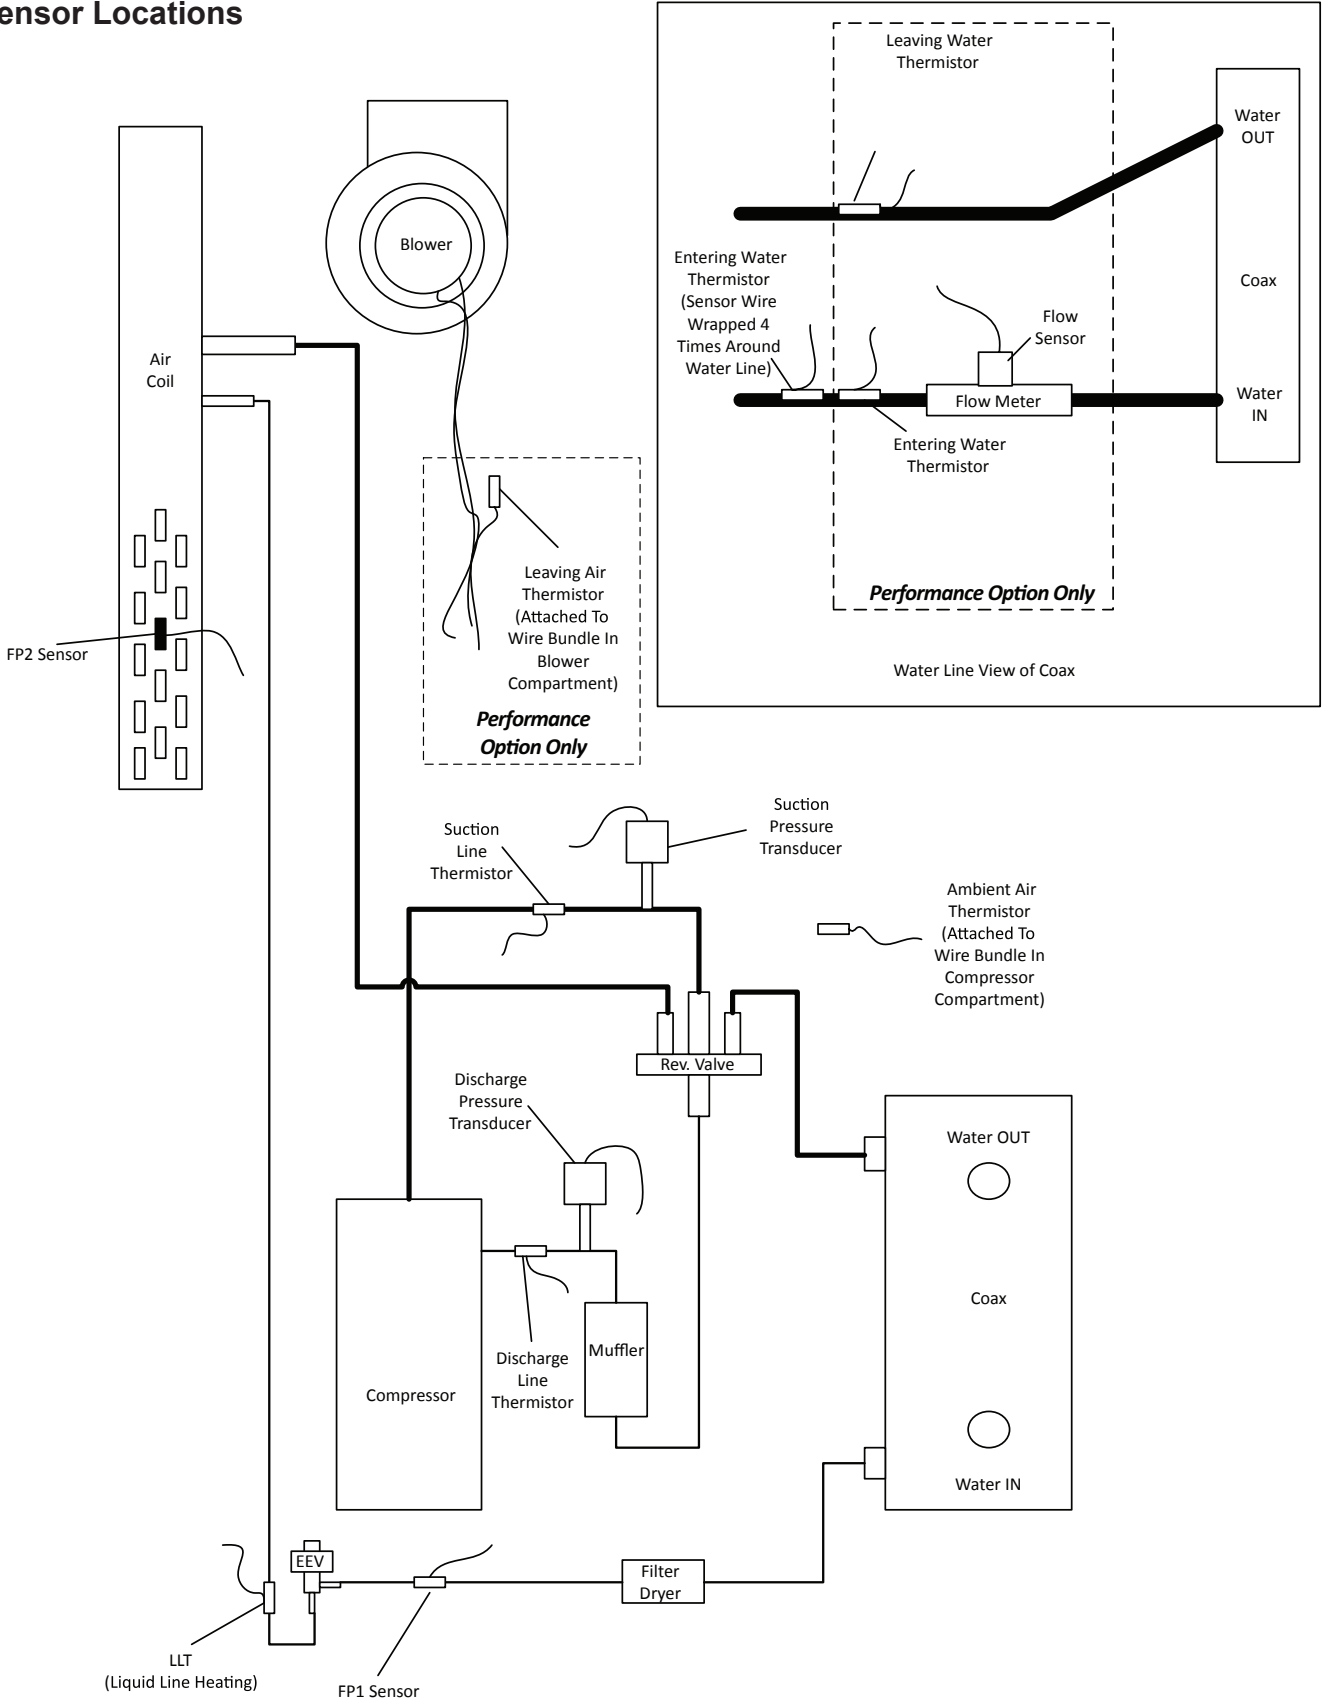 ensor Locations
Leaving Water
Thermistor
Water
OUT
Blower
Entering Water
Thermistor
(Sensor Wire
Wrapped 4
Times Around
Water Line)
Coax
Flow
Sensor
Air
Coil
Flow Meter
Water
IN
Entering Water
Thermistor
Leaving Air
Thermistor
(Attached To
Wire Bundle In
Blower
Compartment)
Performance Option Only
FP2 Sensor
Water Line View of Coax
Performance
Option Only
Suction
Line
Thermistor
Suction
Pressure
Transducer
Ambient Air
Thermistor
(Attached To
Wire Bundle In
Compressor
Compartment)
Rev. Valve
Discharge
Pressure
Transducer
Water OUT
Coax
Muffler
Discharge
Line
Thermistor
Compressor
Water IN
EEV
Filter
Dryer
LLT
(Liquid Line Heating)
FP1 Sensor